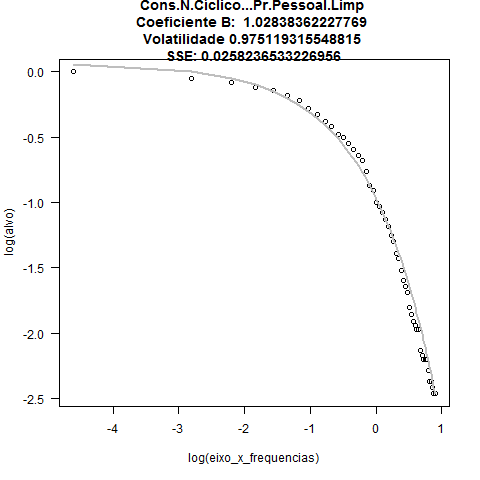 Cons.N.Ciclico...Pr.Pessoal.Limp
Coeficiente B:  1.02838362227769
Volatilidade 0.975119315548815
SSE: 0.0258236533226956
0.0
-0.5
-1.0
-1.5
-2.0
-2.5
log(alvo)
-4
-3
-2
-1
0
1
log(eixo_x_frequencias)